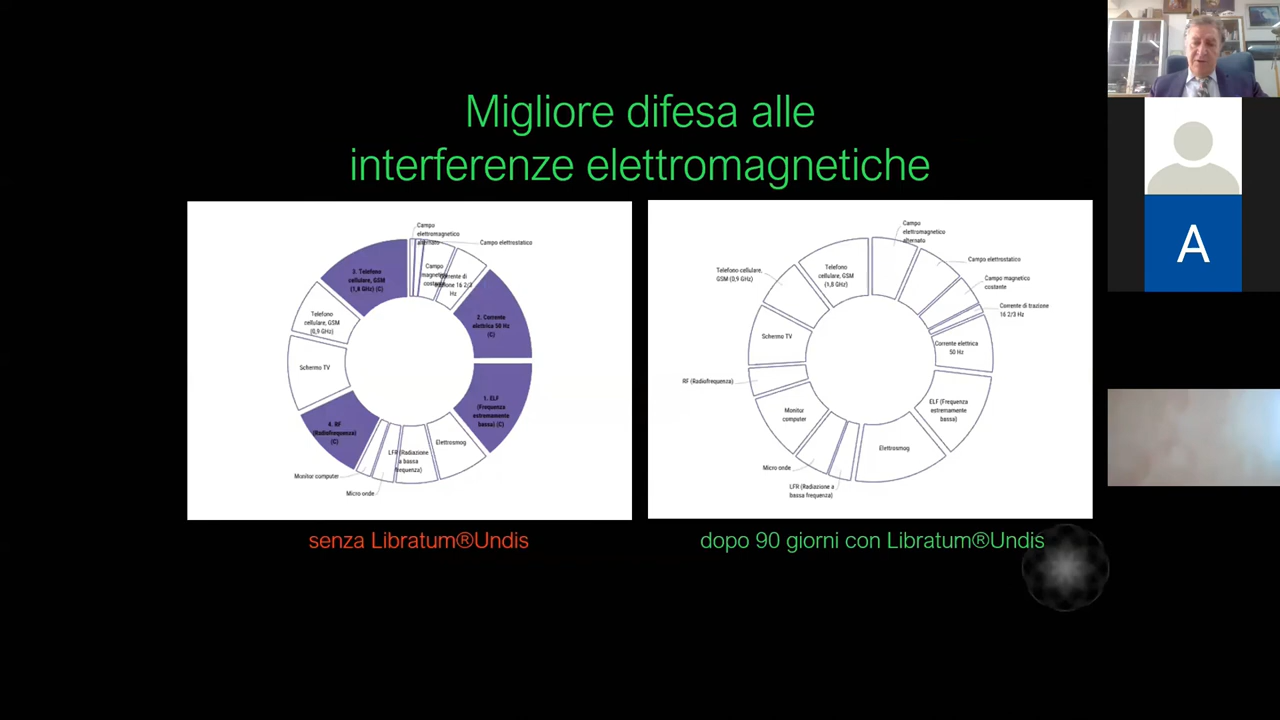 Migliore difesa alle
interferenze elettromagnetiche
Campo
elettromagnetico
alternato
Campo elettrostatico
Campo
magnetico
costante
Corrente di
16 2/3
Hz
2. Corrente
elettrica 50 Hz
(C)
1. ELF
(Frequenza
estremamente
bassa) (C)
Elettrosmog
LFR (Radiazione
a bassa
frequenza)
Micro onde
Monitor computer
4. RF
(Radiofrequenza)
(C)
Schermo TV
Telefono
cellulare, GSM
(0,9 GHz)
3. Telefono
cellulare, GSM
(1,8 GHz) (C)
Campo
elettromagnetico
alternato
Campo elettrostatico
Campo magnetico
costante
Corrente di trazione
16 2/3 Hz
Corrente elettrica
50 Hz
ELF (Frequenza
estremamente
bassa)
Elettrosmog
LFR (Radiazione a
bassa frequenza)
Micro onde
Monitor
computer
RF (Radiofrequenza)
Schermo TV
Telefono cellulare,
GSM (0,9 GHz)
Telefono
cellulare, GSM
(1,8 GHz)
senza Libratum®Undis
dopo 90 giorni con Libratum®Undis
A